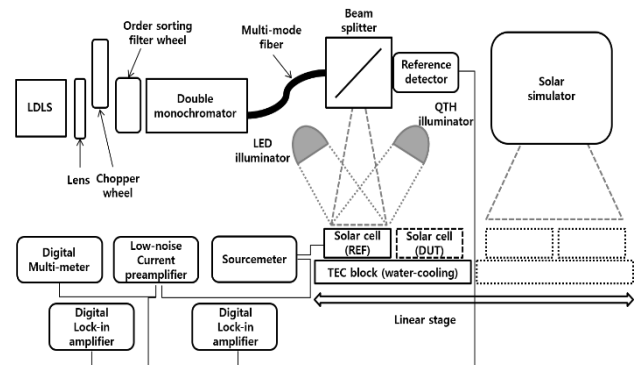 Beam
splitter
Order sorting
filter wheel
Multi-mode
fiber
Reference
detector
Solar
simulator
LDLS
Double
monochromator
QTH
illuminator
LED
illuminator
Lens
Chopper
wheel
Digital
Multi-meter
Low-noise
Current
preamplifier
Sourcemeter
Solar cell
(REF)
Solar cell
(DUT)
TEC block (water-cooling)
Linear stage
Digital
Lock-in
amplifier
Digital
Lock-in
amplifier